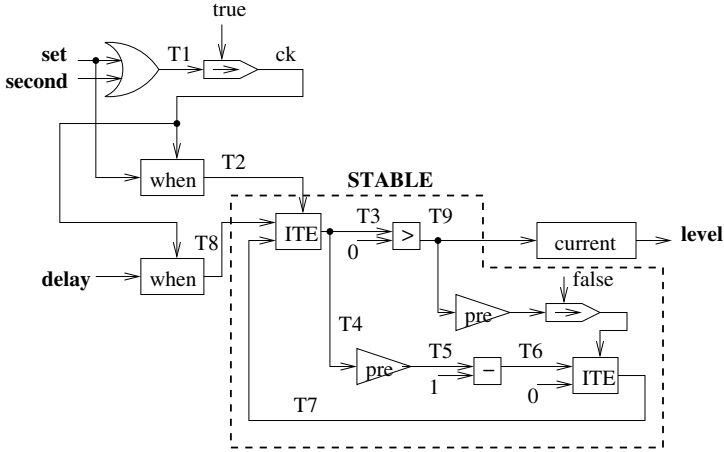 true
set
T1
ck
second
when
T2
STABLE
T8
ITE
T3
>
T9
0
current
level
delay
when
false
pre
T4
pre
T5
−
T6
ITE
1
0
T7